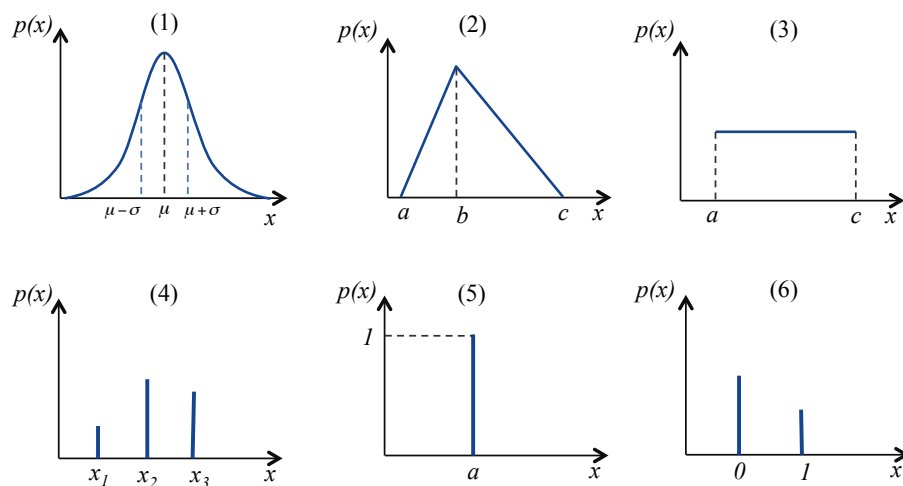 p(x) (1)
μ−σ μ μ+σ x
p(x) (2)
a b c x
p(x) (3)
a c x
p(x) (4)
x₁ x₂ x₃ x
p(x) (5)
1
a x
p(x) (6)
0 1 x